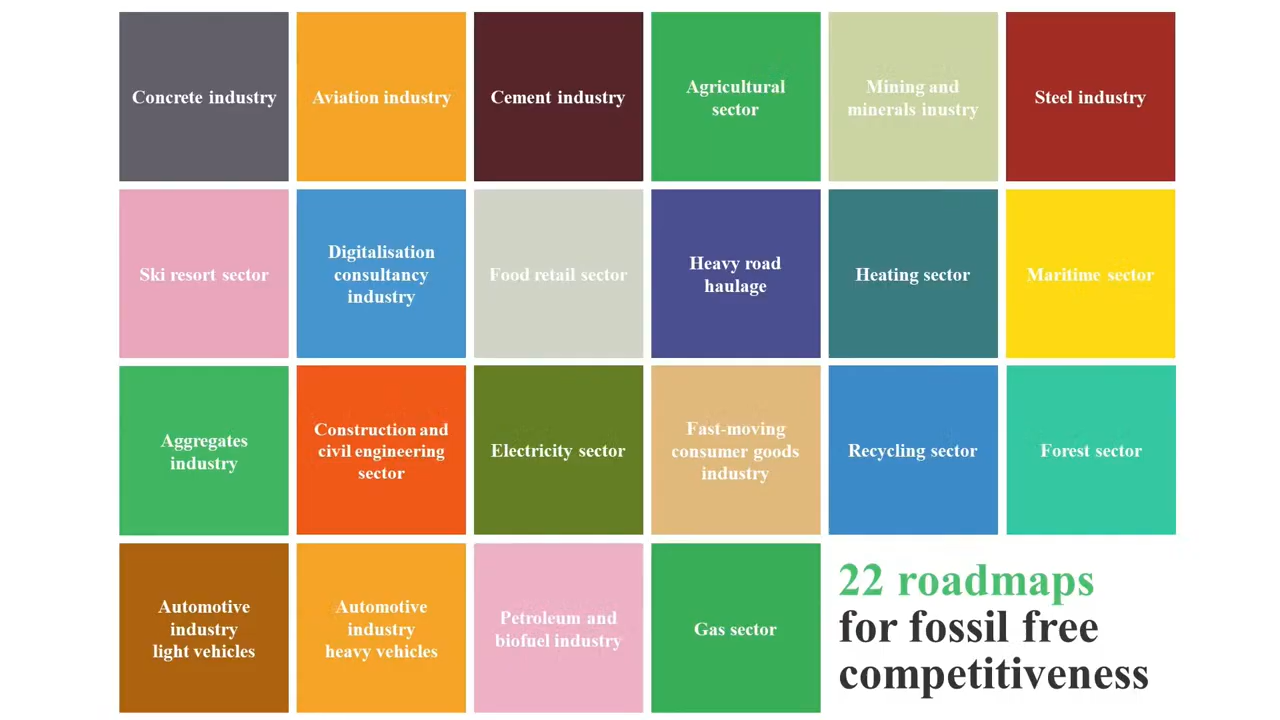 Concrete industry
Aviation industry
Cement industry
Agricultural
sector
Mining and
minerals inustry
Steel industry
Ski resort sector
Digitalisation
consultancy
industry
Food retail sector
Heavy road
haulage
Heating sector
Maritime sector
Aggregates
industry
Construction and
civil engineering
sector
Electricity sector
Fast-moving
consumer goods
industry
Recycling sector
Forest sector
Automotive
industry
light vehicles
Automotive
industry
heavy vehicles
Petroleum and
biofuel industry
Gas sector
22 roadmaps
for fossil free
competitiveness